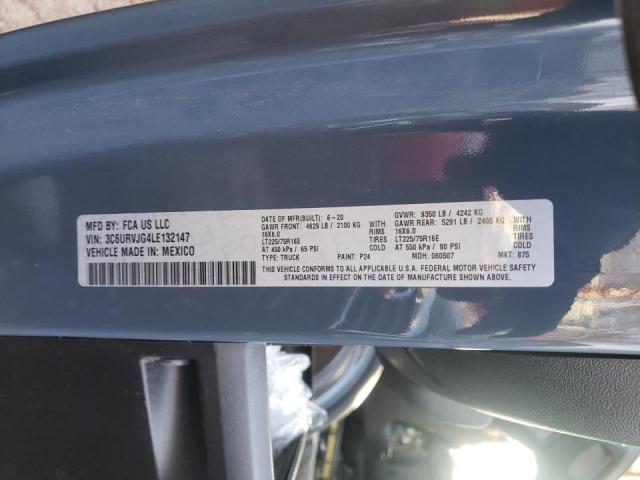 MFD BY: FCA US LLC
VIN: 3C6URVJG4LE132147
VEHICLE MADE IN: MEXICO
DATE OF MFR(BUILT): 6-20
GAWR FRONT: 4629 LB / 2100 KG
16X6.0
WITH
RIMS
TIRES
COLD
LT225/75R16E
AT 450 kPa / 65 PSI
TYPE: TRUCK
PAINT: P24
GVWR: 9350 LB / 4242 KG
GAWR REAR: 5291 LB / 2400 KG
16X6.0
WITH
RIMS
TIRES
COLD
LT225/75R16E
AT 550 kPa / 80 PSI
MDH: 060507
MKT: B75
THIS VEHICLE CONFORMS TO ALL APPLICABLE U.S.A. FEDERAL MOTOR VEHICLE SAFETY
STANDARDS IN EFFECT ON THE DATE OF MANUFACTURE SHOWN ABOVE.